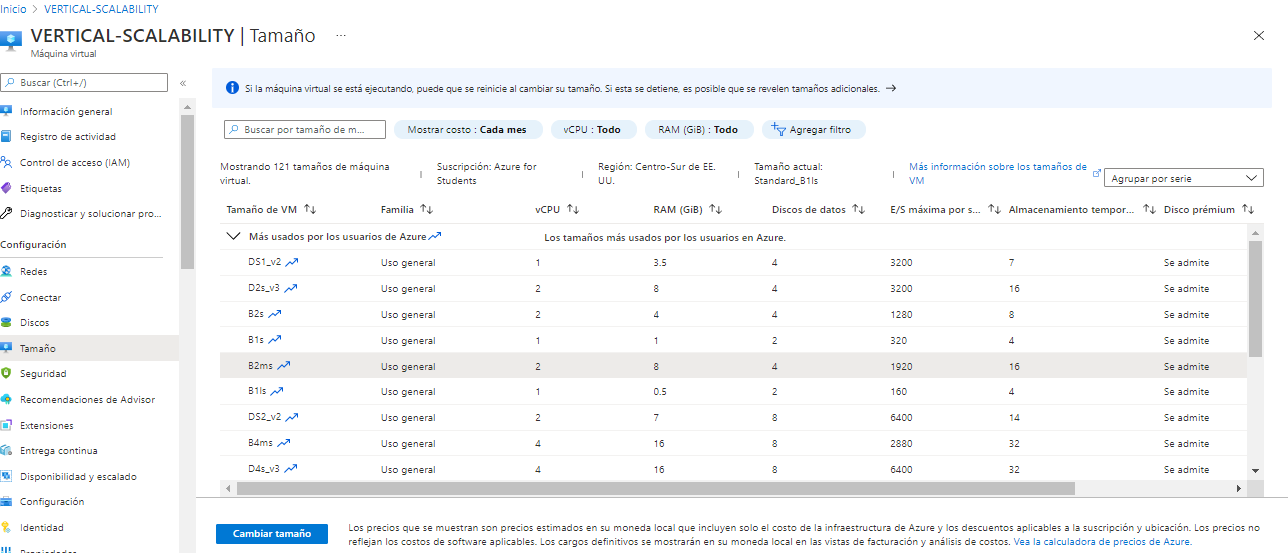 Inicio > VERTICAL-SCALABILITY
VERTICAL-SCALABILITY | Tamaño ...
Máquina virtual
Buscar (Ctrl+/) «
Información general
Registro de actividad
Control de acceso (IAM)
Etiquetas
Diagnosticar y solucionar pro...
Configuración
Redes
Conectar
Discos
Tamaño
Seguridad
Recomendaciones de Advisor
Extensiones
Entrega continua
Disponibilidad y escalado
Configuración
Identidad
Propiedades
Si la máquina virtual se está ejecutando, puede que se reinicie al cambiar su tamaño. Si esta se detiene, es posible que se revelen tamaños adicionales. →
Buscar por tamaño de m... Mostrar costo : Cada mes vCPU : Todo RAM (GiB) : Todo Agregar filtro
Mostrando 121 tamaños de máquina virtual. | Suscripción: Azure for Students | Región: Centro-Sur de EE. UU. | Tamaño actual: Standard_B1ls | Más información sobre los tamaños de VM Agrupar por serie
Tamaño de VM ↑↓ Familia ↑↓ vCPU ↑↓ RAM (GiB) ↑↓ Discos de datos ↑↓ E/S máxima por s... ↑↓ Almacenamiento tempor... ↑↓ Disco prémium ↑↓
Más usados por los usuarios de Azure Los tamaños más usados por los usuarios en Azure.
DS1_v2 Uso general 1 3.5 4 3200 7 Se admite
D2s_v3 Uso general 2 8 4 3200 16 Se admite
B2s Uso general 2 4 4 1280 8 Se admite
B1s Uso general 1 1 2 320 4 Se admite
B2ms Uso general 2 8 4 1920 16 Se admite
B1ls Uso general 1 0.5 2 160 4 Se admite
DS2_v2 Uso general 2 7 8 6400 14 Se admite
B4ms Uso general 4 16 8 2880 32 Se admite
D4s_v3 Uso general 4 16 8 6400 32 Se admite
Cambiar tamaño
Los precios que se muestran son precios estimados en su moneda local que incluyen solo el costo de la infraestructura de Azure y los descuentos aplicables a la suscripción y ubicación. Los precios no
reflejan los costos de software aplicables. Los cargos definitivos se mostrarán en su moneda local en las vistas de facturación y análisis de costos. Vea la calculadora de precios de Azure.